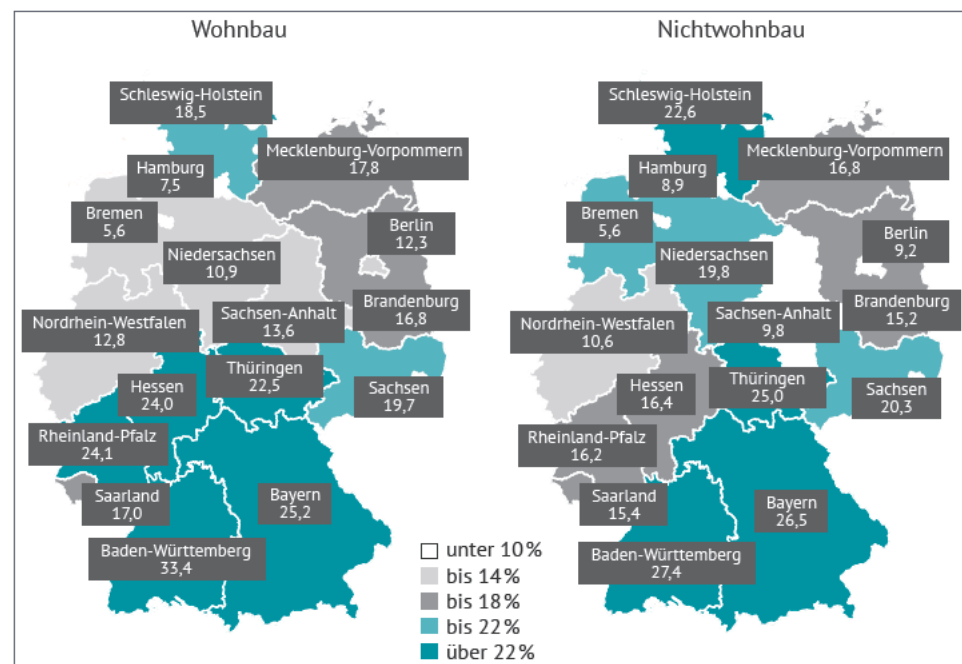 Wohnbau
Schleswig-Holstein
18,5
Mecklenburg-Vorpommern
17,8
Hamburg
7,5
Bremen
5,6
Berlin
12,3
Niedersachsen
10,9
Brandenburg
16,8
Sachsen-Anhalt
13,6
Nordrhein-Westfalen
12,8
Thüringen
22,5
Hessen
24,0
Sachsen
19,7
Rheinland-Pfalz
24,1
Saarland
17,0
Bayern
25,2
Baden-Württemberg
33,4
Nichtwohnbau
Schleswig-Holstein
22,6
Mecklenburg-Vorpommern
16,8
Hamburg
8,9
Bremen
5,6
Berlin
9,2
Niedersachsen
19,8
Brandenburg
15,2
Sachsen-Anhalt
9,8
Nordrhein-Westfalen
10,6
Thüringen
25,0
Hessen
16,4
Sachsen
20,3
Rheinland-Pfalz
16,2
Saarland
15,4
Bayern
26,5
Baden-Württemberg
27,4
unter 10%
bis 14%
bis 18%
bis 22%
über 22%